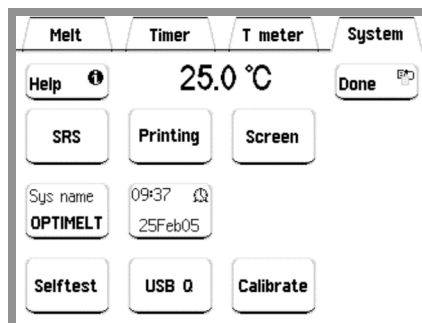 Melt Timer T meter System
Help 25.0 °C Done
SRS Printing Screen
Sys name 09:37
OPTIMELT 25Feb05
Selftest USB Q Calibrate